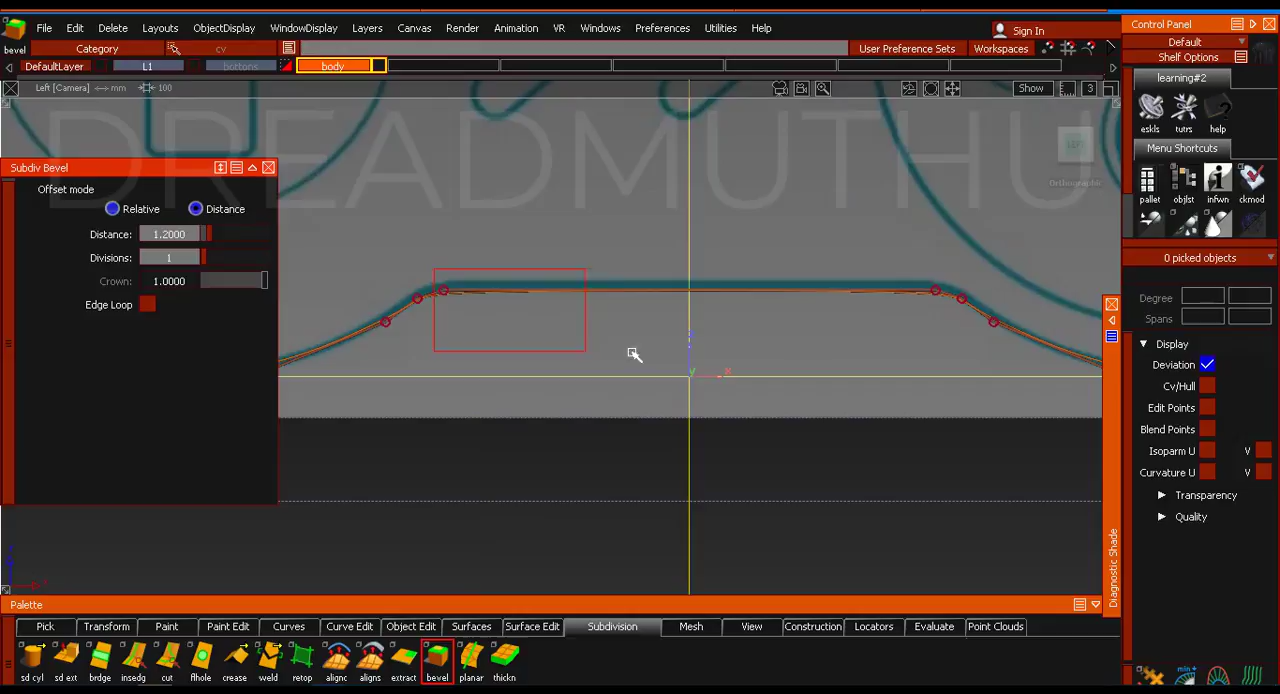 File Edit Delete Layouts ObjectDisplay WindowDisplay Layers Canvas Render Animation VR Windows Preferences Utilities Help
Sign In
Control Panel
bevel
Category
cv
User Preference Sets
Workspaces
Default
Shelf Options
DefaultLayer
L1
bottons
body
learning#2
Left [Camera] mm 100
Show
3
eskls tutrs help
DREADMUTHU
Menu Shortcuts
LEFT
Orthographic
pallet objlst infwn ckmod
Subdiv Bevel
Offset mode
Relative Distance
Distance: 1.2000
Divisions: 1
Crown: 1.0000
Edge Loop
0 picked objects
Degree
Spans
Display
Deviation
Cv/Hull
Edit Points
Blend Points
Isoparm U V
Curvature U V
Transparency
Quality
Diagnostic Shade
z
Y
X
Palette
Pick Transform Paint Paint Edit Curves Curve Edit Object Edit Surfaces Surface Edit Subdivision Mesh View Construction Locators Evaluate Point Clouds
sd cyl sd ext brdge insedg cut flhole crease weld retop alignc aligns extract bevel planar thickn